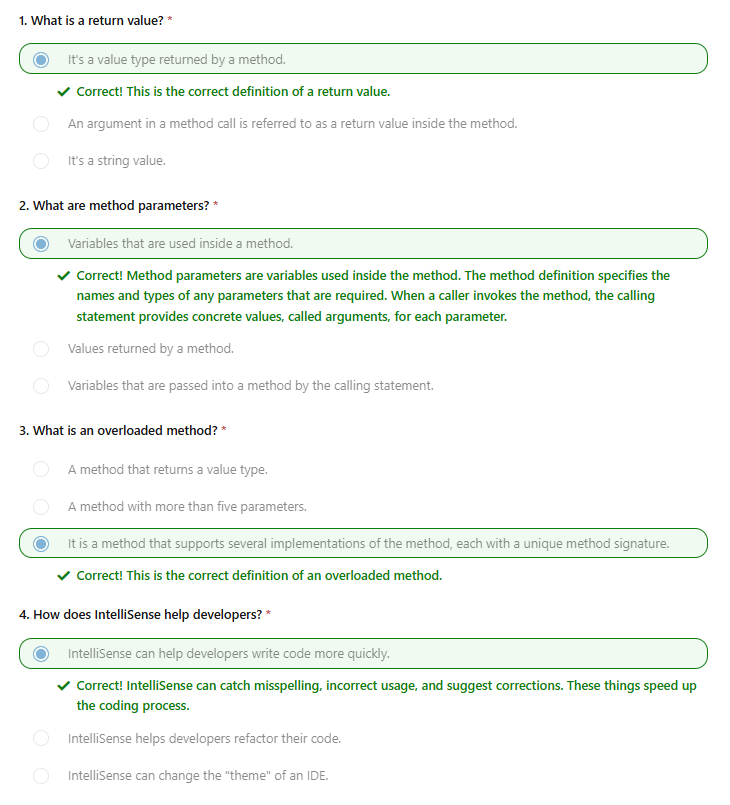 1. What is a return value? *
It's a value type returned by a method.
Correct! This is the correct definition of a return value.
An argument in a method call is referred to as a return value inside the method.
It's a string value.
2. What are method parameters? *
Variables that are used inside a method.
Correct! Method parameters are variables used inside the method. The method definition specifies the
names and types of any parameters that are required. When a caller invokes the method, the calling
statement provides concrete values, called arguments, for each parameter.
Values returned by a method.
Variables that are passed into a method by the calling statement.
3. What is an overloaded method? *
A method that returns a value type.
A method with more than five parameters.
It is a method that supports several implementations of the method, each with a unique method signature.
Correct! This is the correct definition of an overloaded method.
4. How does IntelliSense help developers? *
IntelliSense can help developers write code more quickly.
Correct! IntelliSense can catch misspelling, incorrect usage, and suggest corrections. These things speed up
the coding process.
IntelliSense helps developers refactor their code.
IntelliSense can change the "theme" of an IDE.